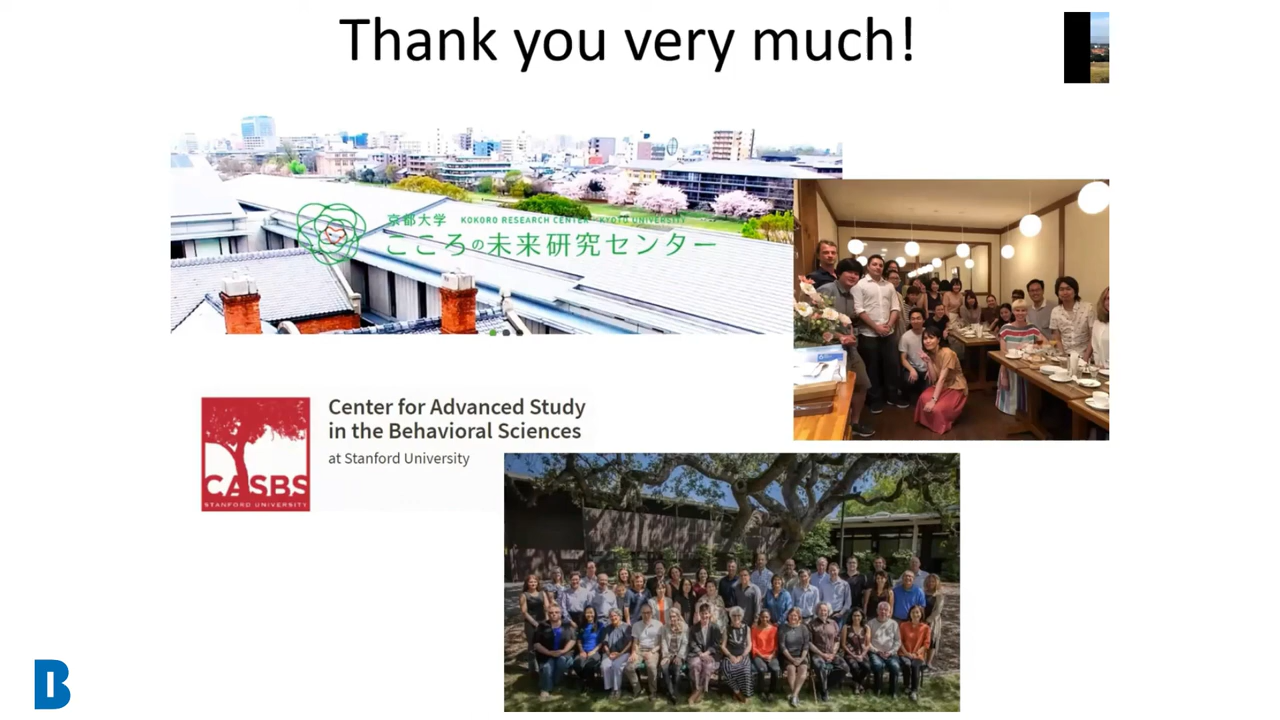 Thank you very much!
京都大学 KOKORO RESEARCH CENTER - KYOTO UNIVERSITY
こころの未来研究センター
Center for Advanced Study
in the Behavioral Sciences
at Stanford University
CASBS
STANFORD UNIVERSITY
B